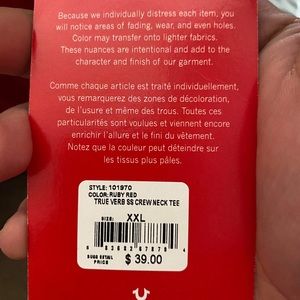 Because we individually distress each item, you
will notice areas of fading, wear, and even holes.
Color may transfer onto lighter fabrics.
These nuances are intentional and add to the
character and finish of our garment.
Comme chaque article est traité individuellement,
vous remarquerez des zones de décoloration,
de l'usure et même des trous. Toutes ces
particularités sont voulues et viennent encore
enrichir l'allure et le fini du vêtement.
Notez que la couleur peut déteindre sur
les tissus plus pâles.
STYLE: 101970
COLOR: RUBY RED
TRUE VERB SS CREW NECK TEE
SIZE: XXL
SUGG RETAIL
PRICE $ 39.00